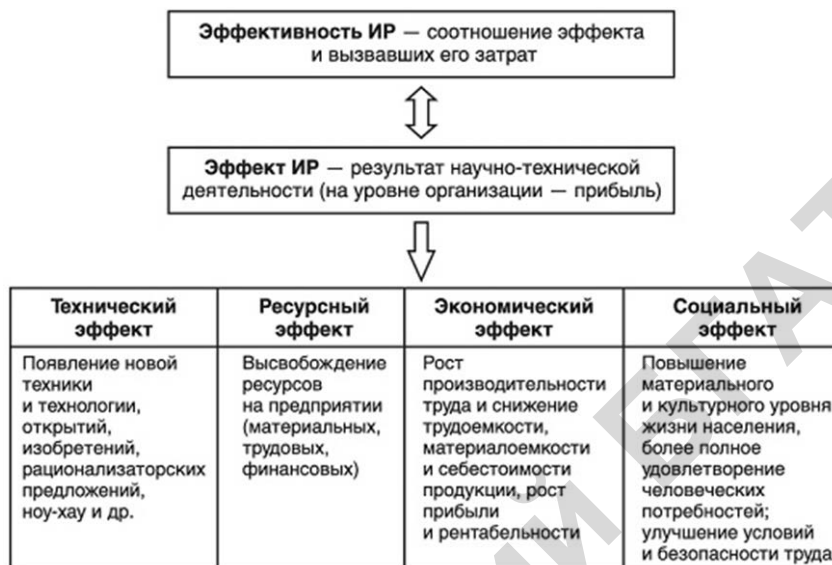 Эффективность ИР — соотношение эффекта
и вызвавших его затрат
Эффект ИР — результат научно-технической
деятельности (на уровне организации — прибыль)
Технический
эффект
Ресурсный
эффект
Экономический
эффект
Социальный
эффект
Появление новой
техники
и технологии,
открытий,
изобретений,
рационализаторских
предложений,
ноу-хау и др.
Высвобождение
ресурсов
на предприятии
(материальных,
трудовых,
финансовых)
Рост
производительности
труда и снижение
трудоемкости,
материалоемкости
и себестоимости
продукции, рост
прибыли
и рентабельности
Повышение
материального
и культурного уровня
жизни населения,
более полное
удовлетворение
человеческих
потребностей;
улучшение условий
и безопасности труда